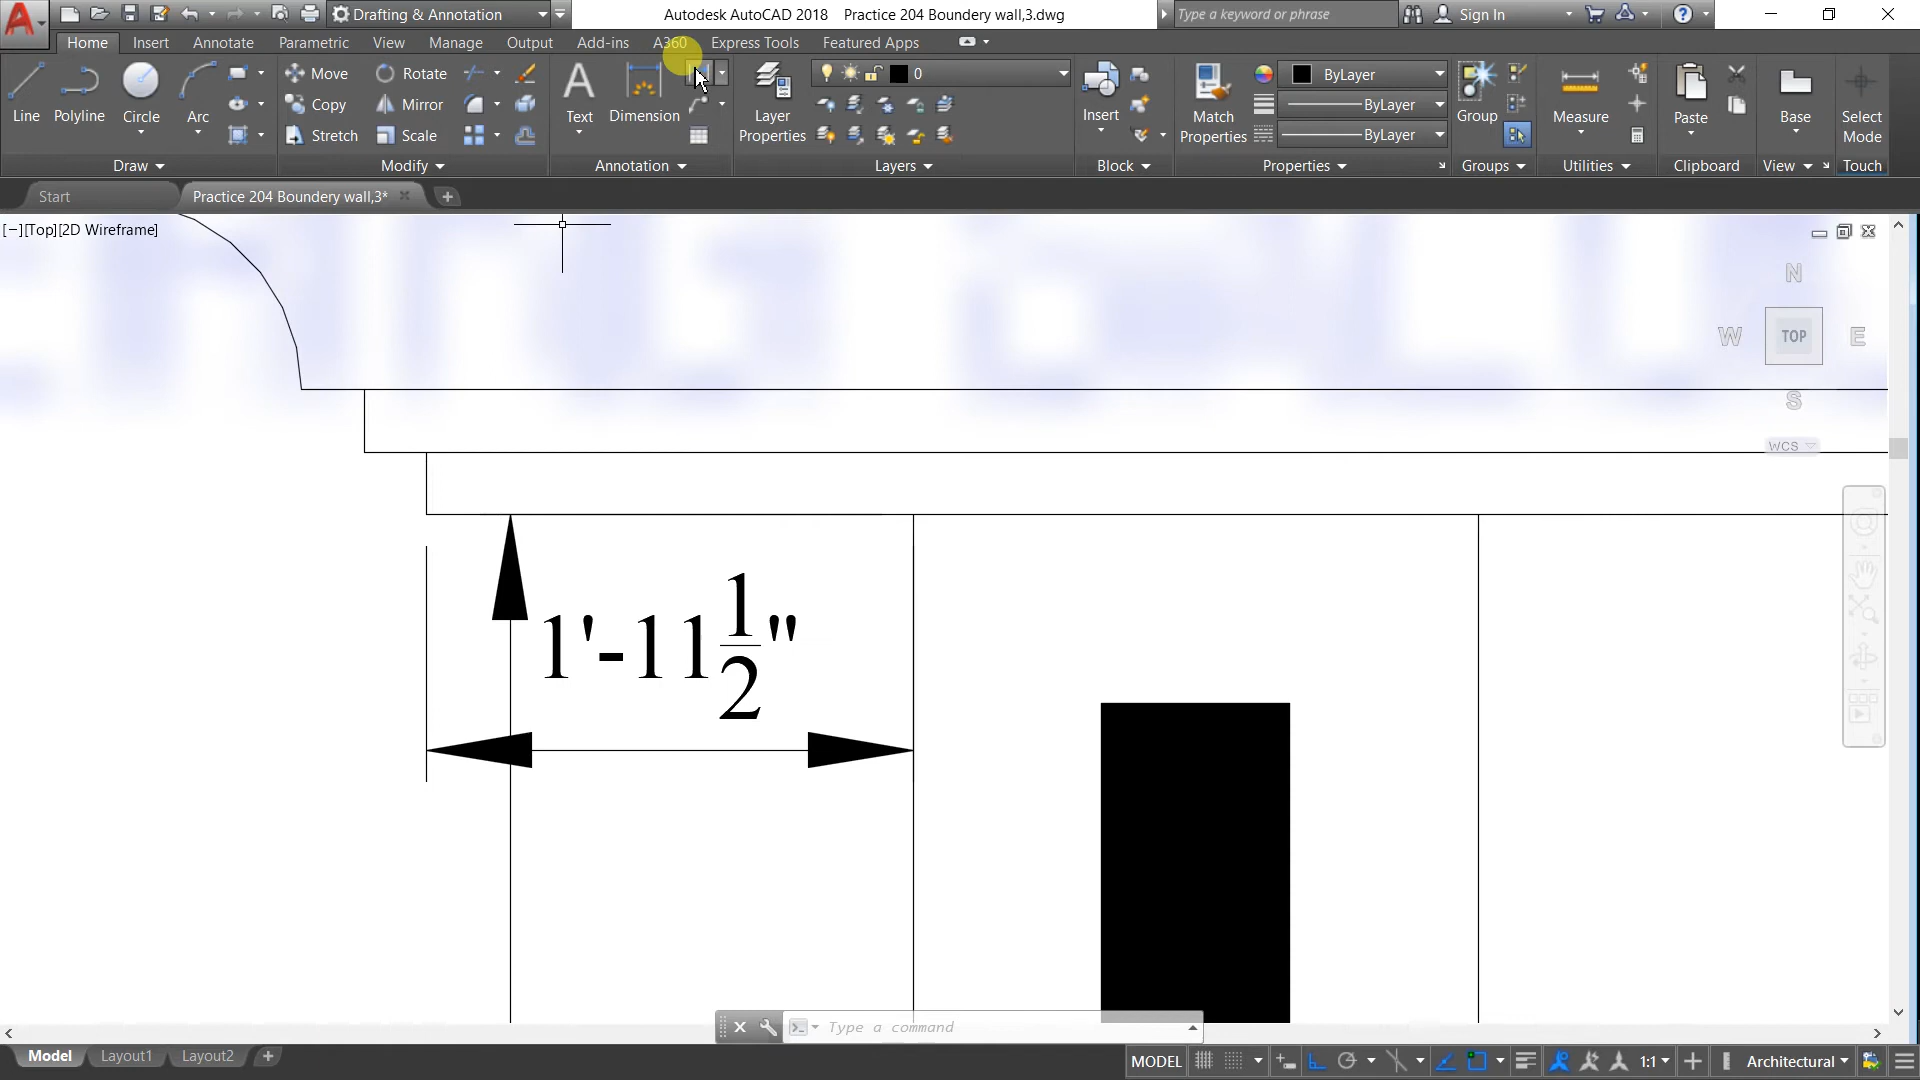 Drafting & Annotation
Autodesk AutoCAD 2018 Practice 204 Boundery wall,3.dwg
Type a keyword or phrase
Sign In
Home Insert Annotate Parametric View Manage Output Add-ins A360 Express Tools Featured Apps
Line Polyline Circle Arc
Move Rotate
Copy Mirror
Stretch Scale
Text Dimension
Layer Properties
0
Insert
Match Properties
ByLayer
ByLayer
ByLayer
Group
Measure
Paste
Base
Select Mode
Draw Modify Annotation Layers Block Properties Groups Utilities Clipboard View Touch
Start Practice 204 Boundery wall,3*
[−][Top][2D Wireframe]
N
W TOP E
S
WCS
1'-11 1/2"
Type a command
Model Layout1 Layout2
MODEL 1:1 Architectural